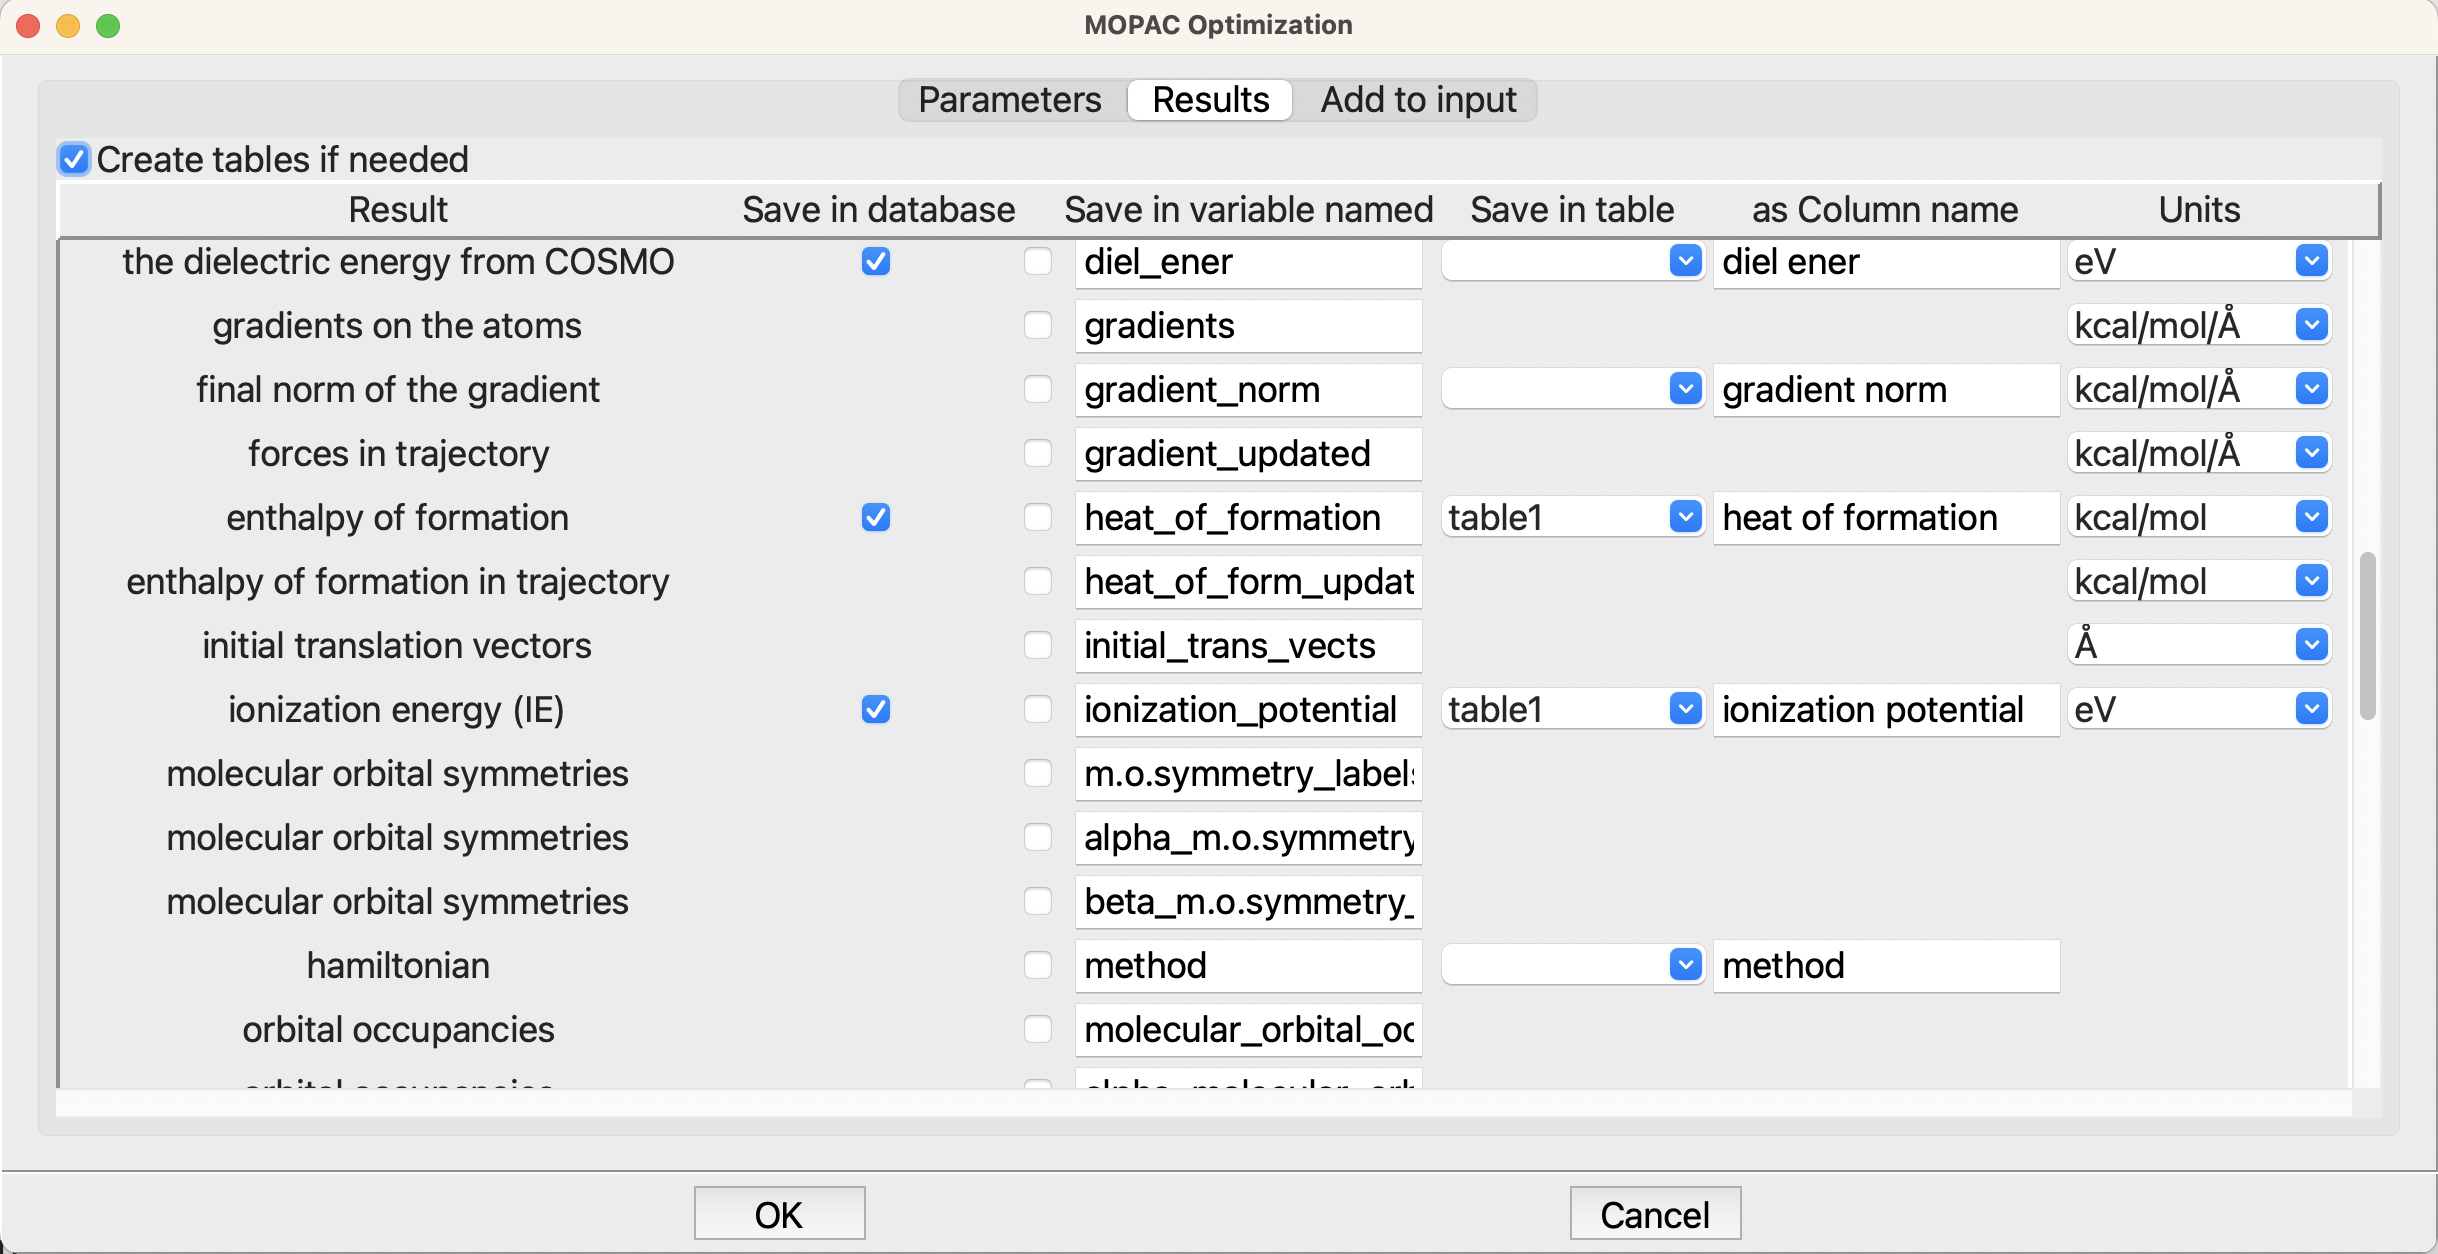 MOPAC Optimization
Parameters Results Add to input
Create tables if needed
Result Save in database Save in variable named Save in table as Column name Units
the dielectric energy from COSMO diel_ener diel ener eV
gradients on the atoms gradients kcal/mol/Å
final norm of the gradient gradient_norm gradient norm kcal/mol/Å
forces in trajectory gradient_updated kcal/mol/Å
enthalpy of formation heat_of_formation table1 heat of formation kcal/mol
enthalpy of formation in trajectory heat_of_form_updat kcal/mol
initial translation vectors initial_trans_vects Å
ionization energy (IE) ionization_potential table1 ionization potential eV
molecular orbital symmetries m.o.symmetry_labels
molecular orbital symmetries alpha_m.o.symmetry
molecular orbital symmetries beta_m.o.symmetry_
hamiltonian method method
orbital occupancies molecular_orbital_oc
orbital occupancies alpha_molecular_orb
OK Cancel